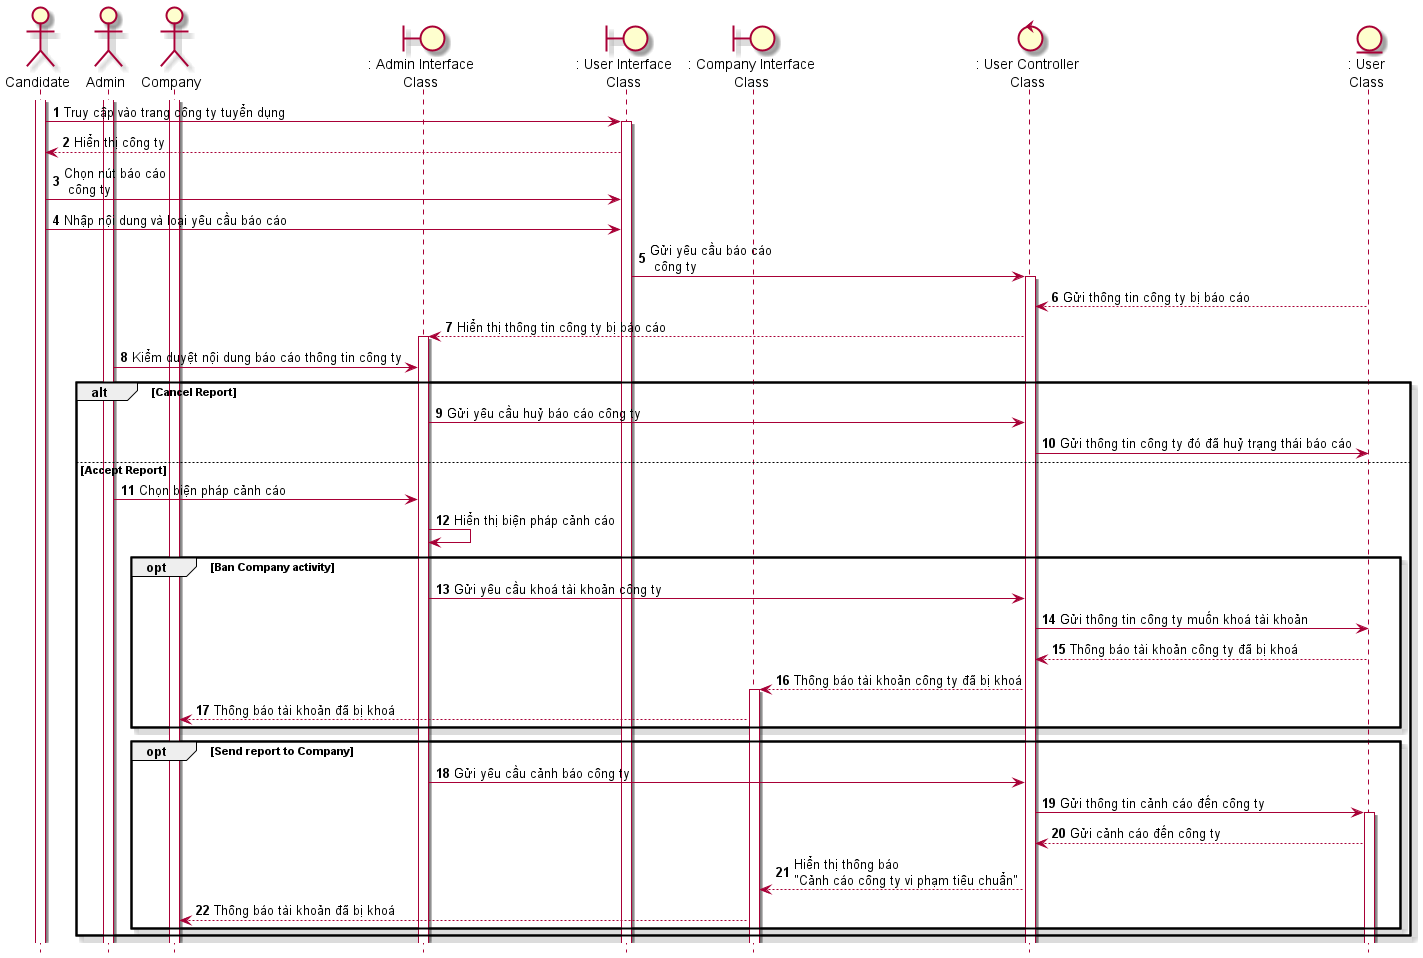 Candidate
Admin
Company
: Admin Interface
Class
: User Interface
Class
: Company Interface
Class
: User Controller
Class
: User
Class
1 Truy cập vào trang công ty tuyển dụng
2 Hiển thị công ty
3 Chọn nút báo cáo
công ty
4 Nhập nội dung và loại yêu cầu báo cáo
5 Gửi yêu cầu báo cáo
công ty
6 Gửi thông tin công ty bị báo cáo
7 Hiển thị thông tin công ty bị báo cáo
8 Kiểm duyệt nội dung báo cáo thông tin công ty
alt [Cancel Report]
9 Gửi yêu cầu huỷ báo cáo công ty
10 Gửi thông tin công ty đó đã huỷ trạng thái báo cáo
[Accept Report]
11 Chọn biện pháp cảnh cáo
12 Hiển thị biện pháp cảnh cáo
opt [Ban Company activity]
13 Gửi yêu cầu khoá tài khoản công ty
14 Gửi thông tin công ty muốn khoá tài khoản
15 Thông báo tài khoản công ty đã bị khoá
16 Thông báo tài khoản công ty đã bị khoá
17 Thông báo tài khoản đã bị khoá
opt [Send report to Company]
18 Gửi yêu cầu cảnh báo công ty
19 Gửi thông tin cảnh cáo đến công ty
20 Gửi cảnh cáo đến công ty
21 Hiển thị thông báo
"Cảnh cáo công ty vi phạm tiêu chuẩn"
22 Thông báo tài khoản đã bị khoá